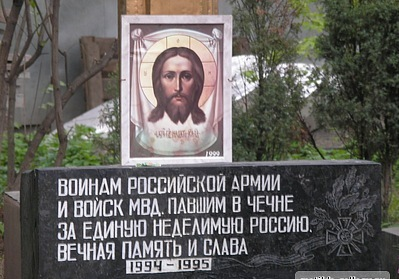 1999
ВОИНАМ РОССИЙСКОЙ АРМИИ
И ВОЙСК МВД, ПАВШИМ В ЧЕЧНЕ
ЗА ЕДИНУЮ НЕДЕЛИМУЮ РОССИЮ.
ВЕЧНАЯ ПАМЯТЬ И СЛАВА
1994-1995